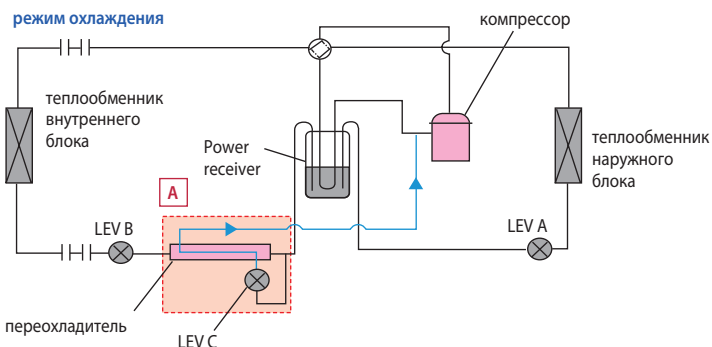 режим охлаждения
компрессор
теплообменник
внутреннего
блока
Power
receiver
теплообменник
наружного
блока
A
LEV B
LEV A
переохладитель
LEV C